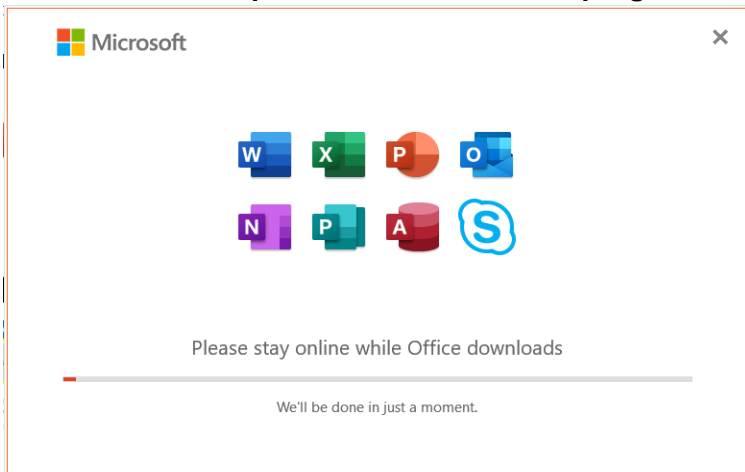 Microsoft
W X P O
N P A S
Please stay online while Office downloads
We'll be done in just a moment.